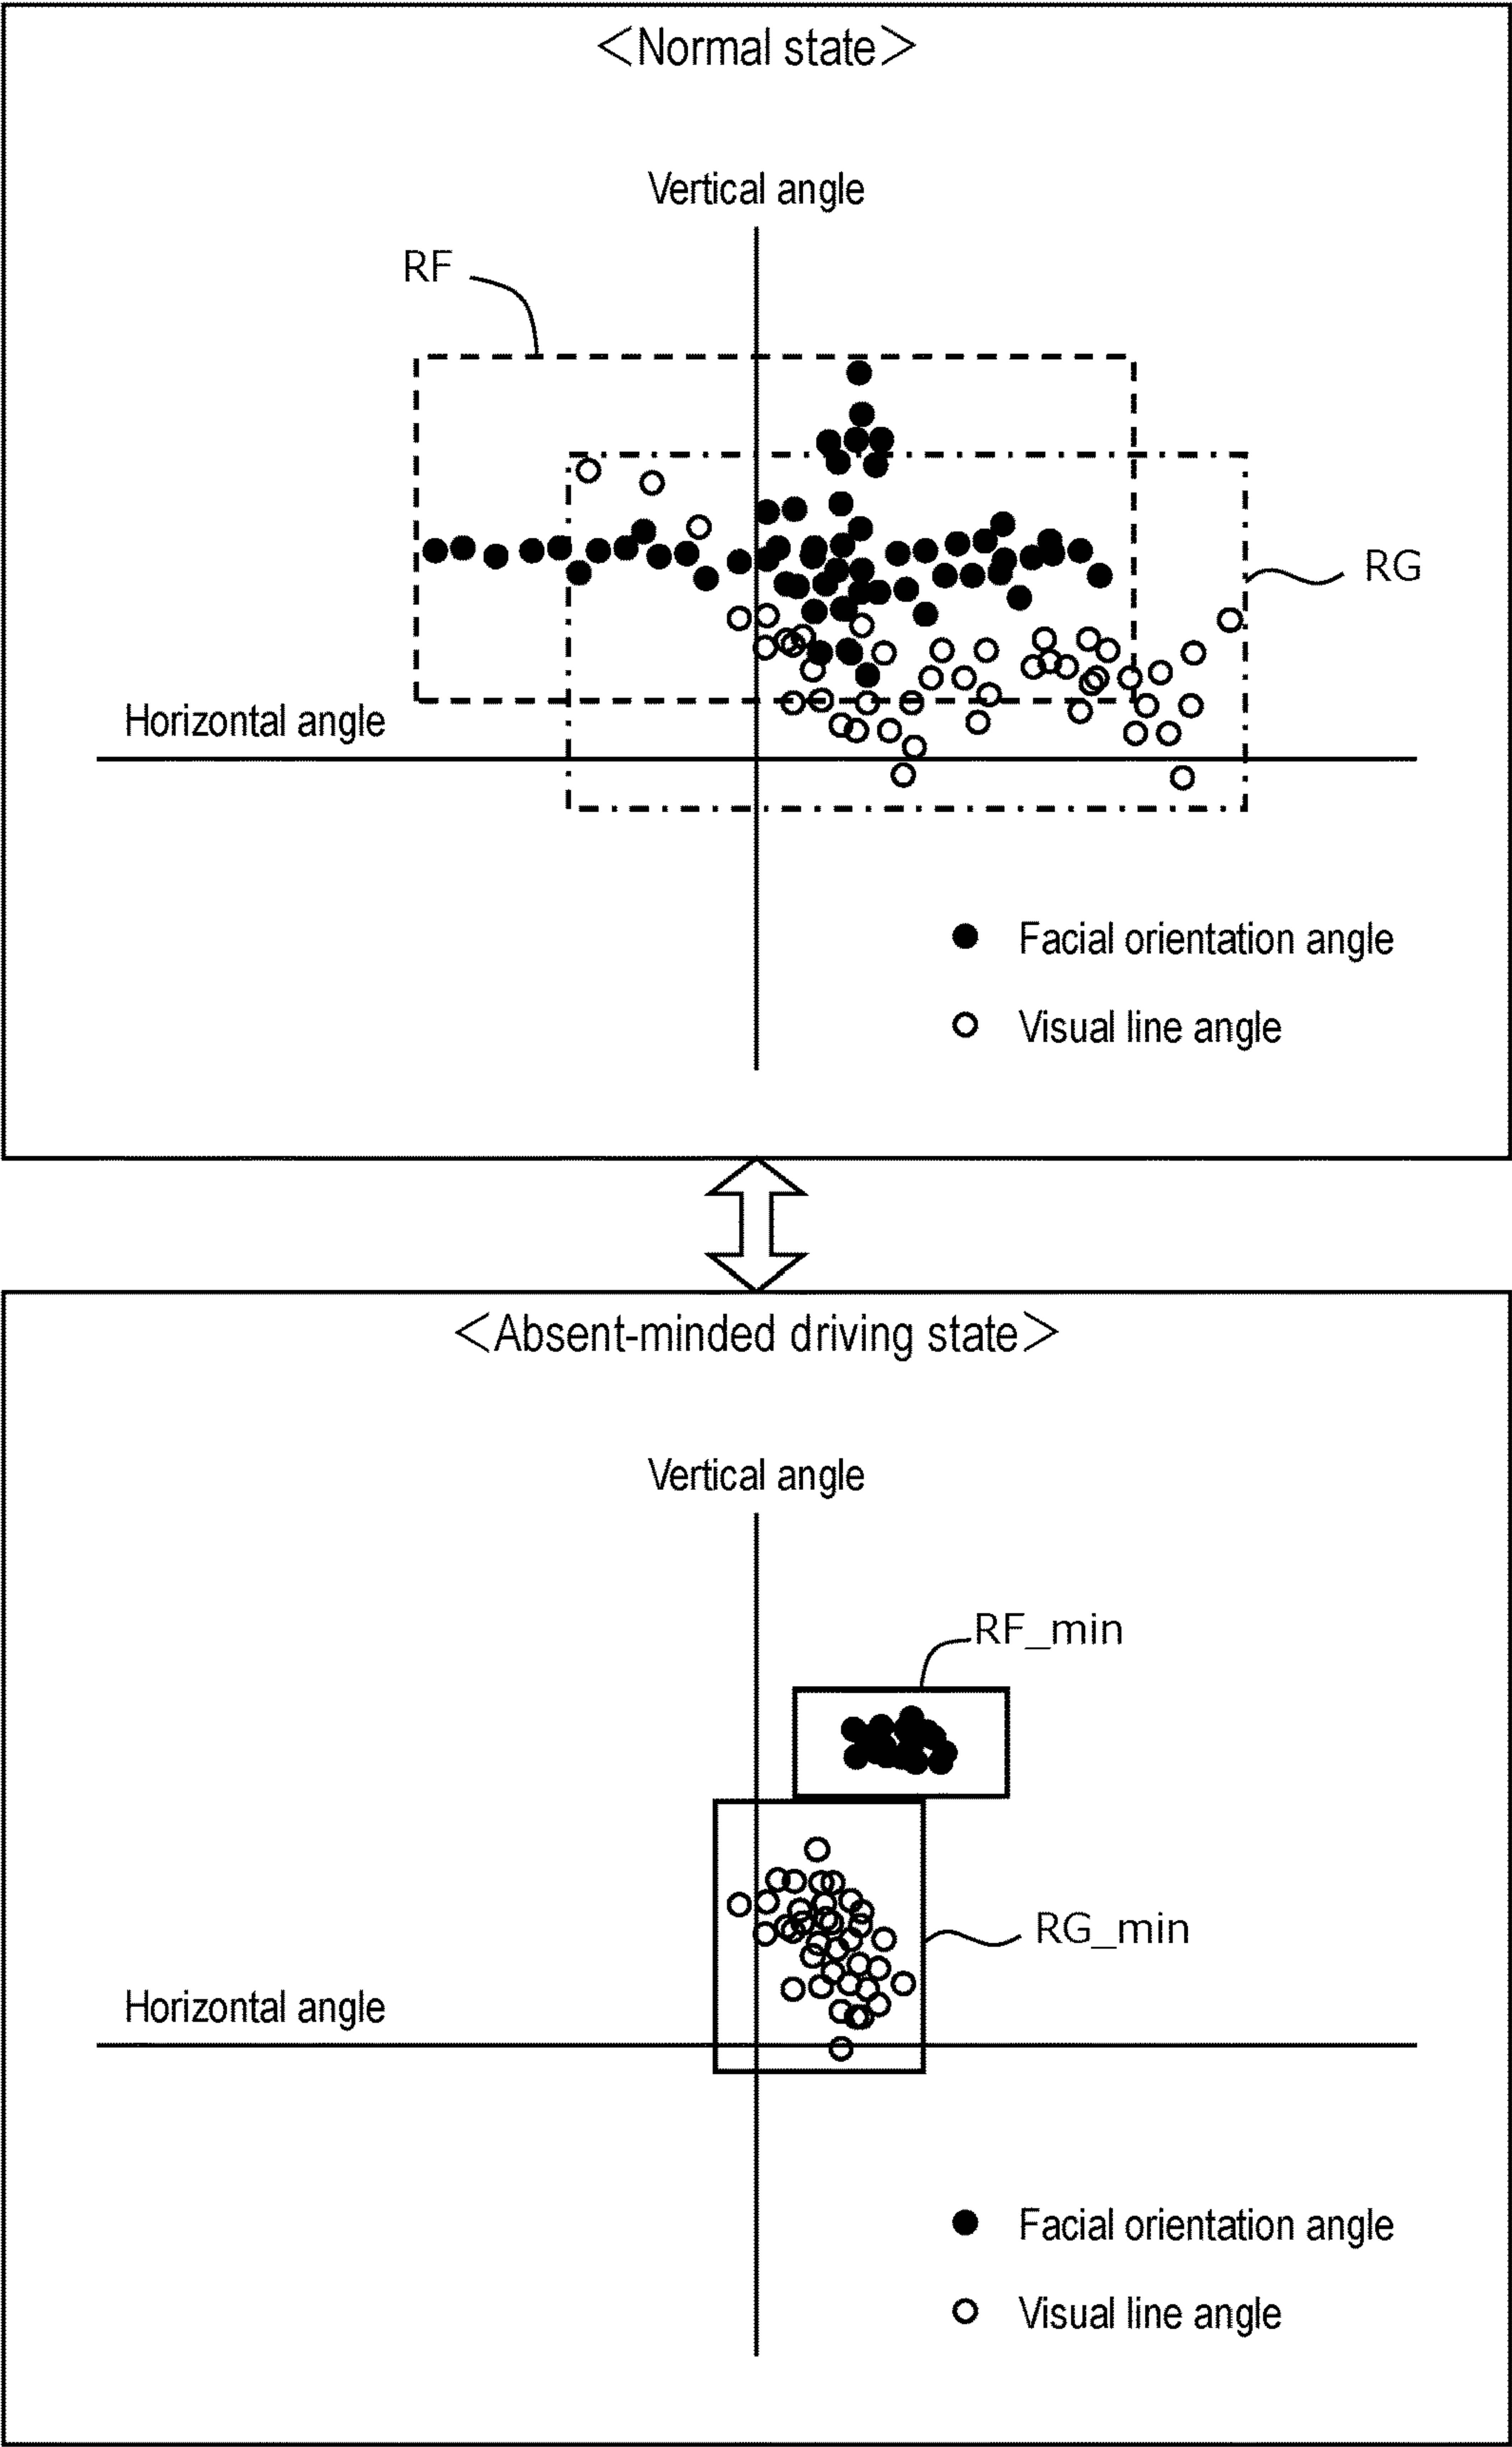 <Normal state>
Vertical angle
RF
RG
Horizontal angle
● Facial orientation angle
○ Visual line angle
<Absent-minded driving state>
Vertical angle
RF_min
RG_min
Horizontal angle
● Facial orientation angle
○ Visual line angle